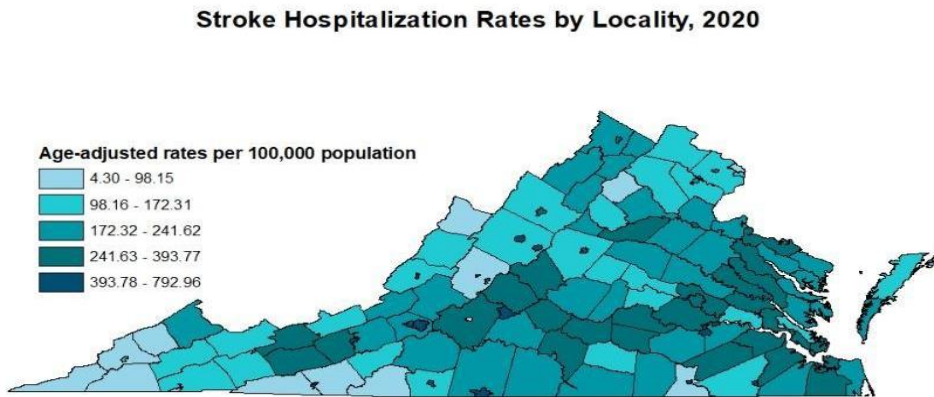 Stroke Hospitalization Rates by Locality, 2020
Age-adjusted rates per 100,000 population
4.30 - 98.15
98.16 - 172.31
172.32 - 241.62
241.63 - 393.77
393.78 - 792.96